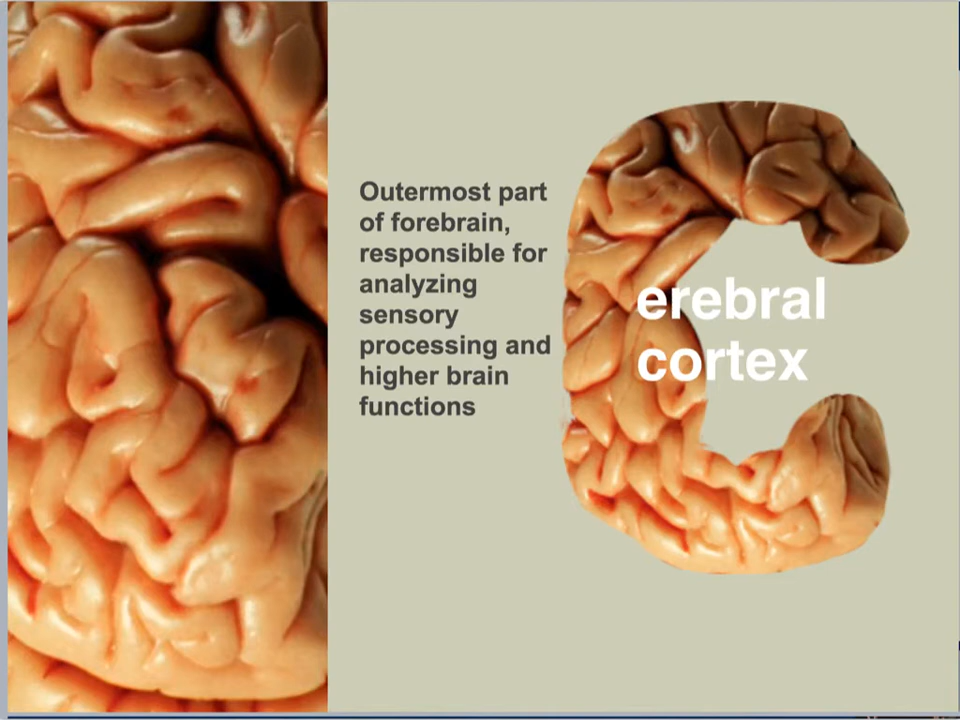 Outermost part
of forebrain,
responsible for
analyzing
sensory
processing and
higher brain
functions
erebral
cortex